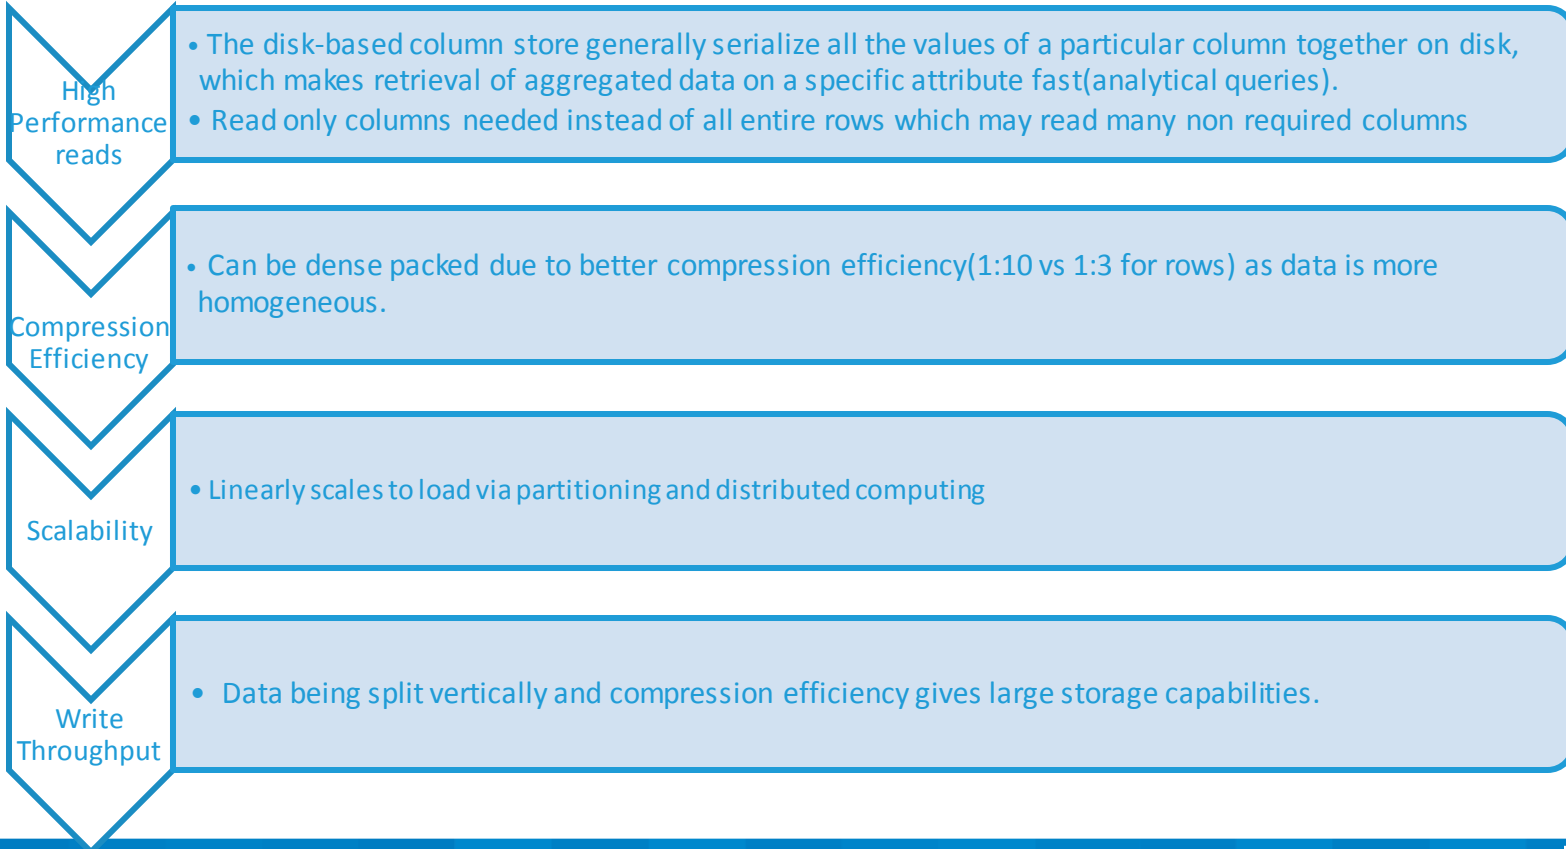 High
Performance
reads
• The disk-based column store generally serialize all the values of a particular column together on disk,
which makes retrieval of aggregated data on a specific attribute fast(analytical queries).
• Read only columns needed instead of all entire rows which may read many non required columns
Compression
Efficiency
• Can be dense packed due to better compression efficiency(1:10 vs 1:3 for rows) as data is more
homogeneous.
Scalability
• Linearly scales to load via partitioning and distributed computing
Write
Throughput
• Data being split vertically and compression efficiency gives large storage capabilities.